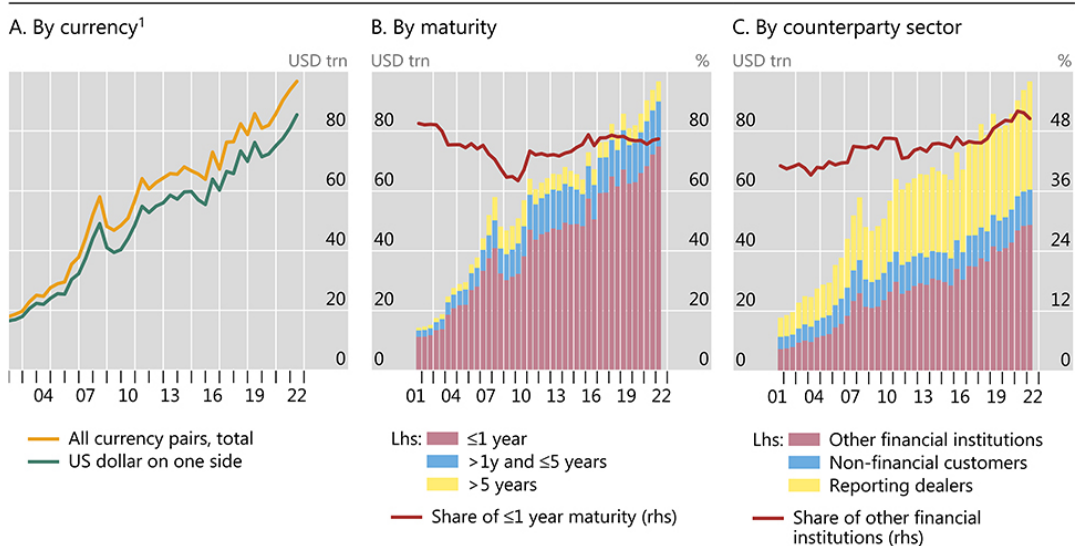 A. By currency¹
USD trn
80
60
40
20
0
04 07 10 13 16 19 22
All currency pairs, total
US dollar on one side
B. By maturity
USD trn %
80 80
60 60
40 40
20 20
0 0
01 04 07 10 13 16 19 22
Lhs: ≤1 year
>1y and ≤5 years
>5 years
Share of ≤1 year maturity (rhs)
C. By counterparty sector
USD trn %
80 48
60 36
40 24
20 12
0 0
01 04 07 10 13 16 19 22
Lhs: Other financial institutions
Non-financial customers
Reporting dealers
Share of other financial
institutions (rhs)